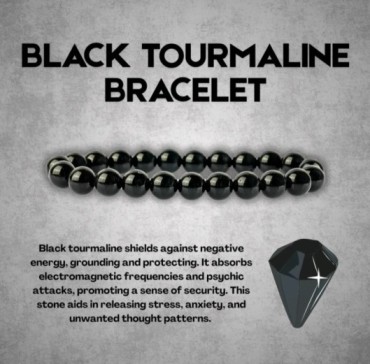 BLACK TOURMALINE
BRACELET
Black tourmaline shields against negative
energy, grounding and protecting. It absorbs
electromagnetic frequencies and psychic
attacks, promoting a sense of security. This
stone aids in releasing stress, anxiety, and
unwanted thought patterns.